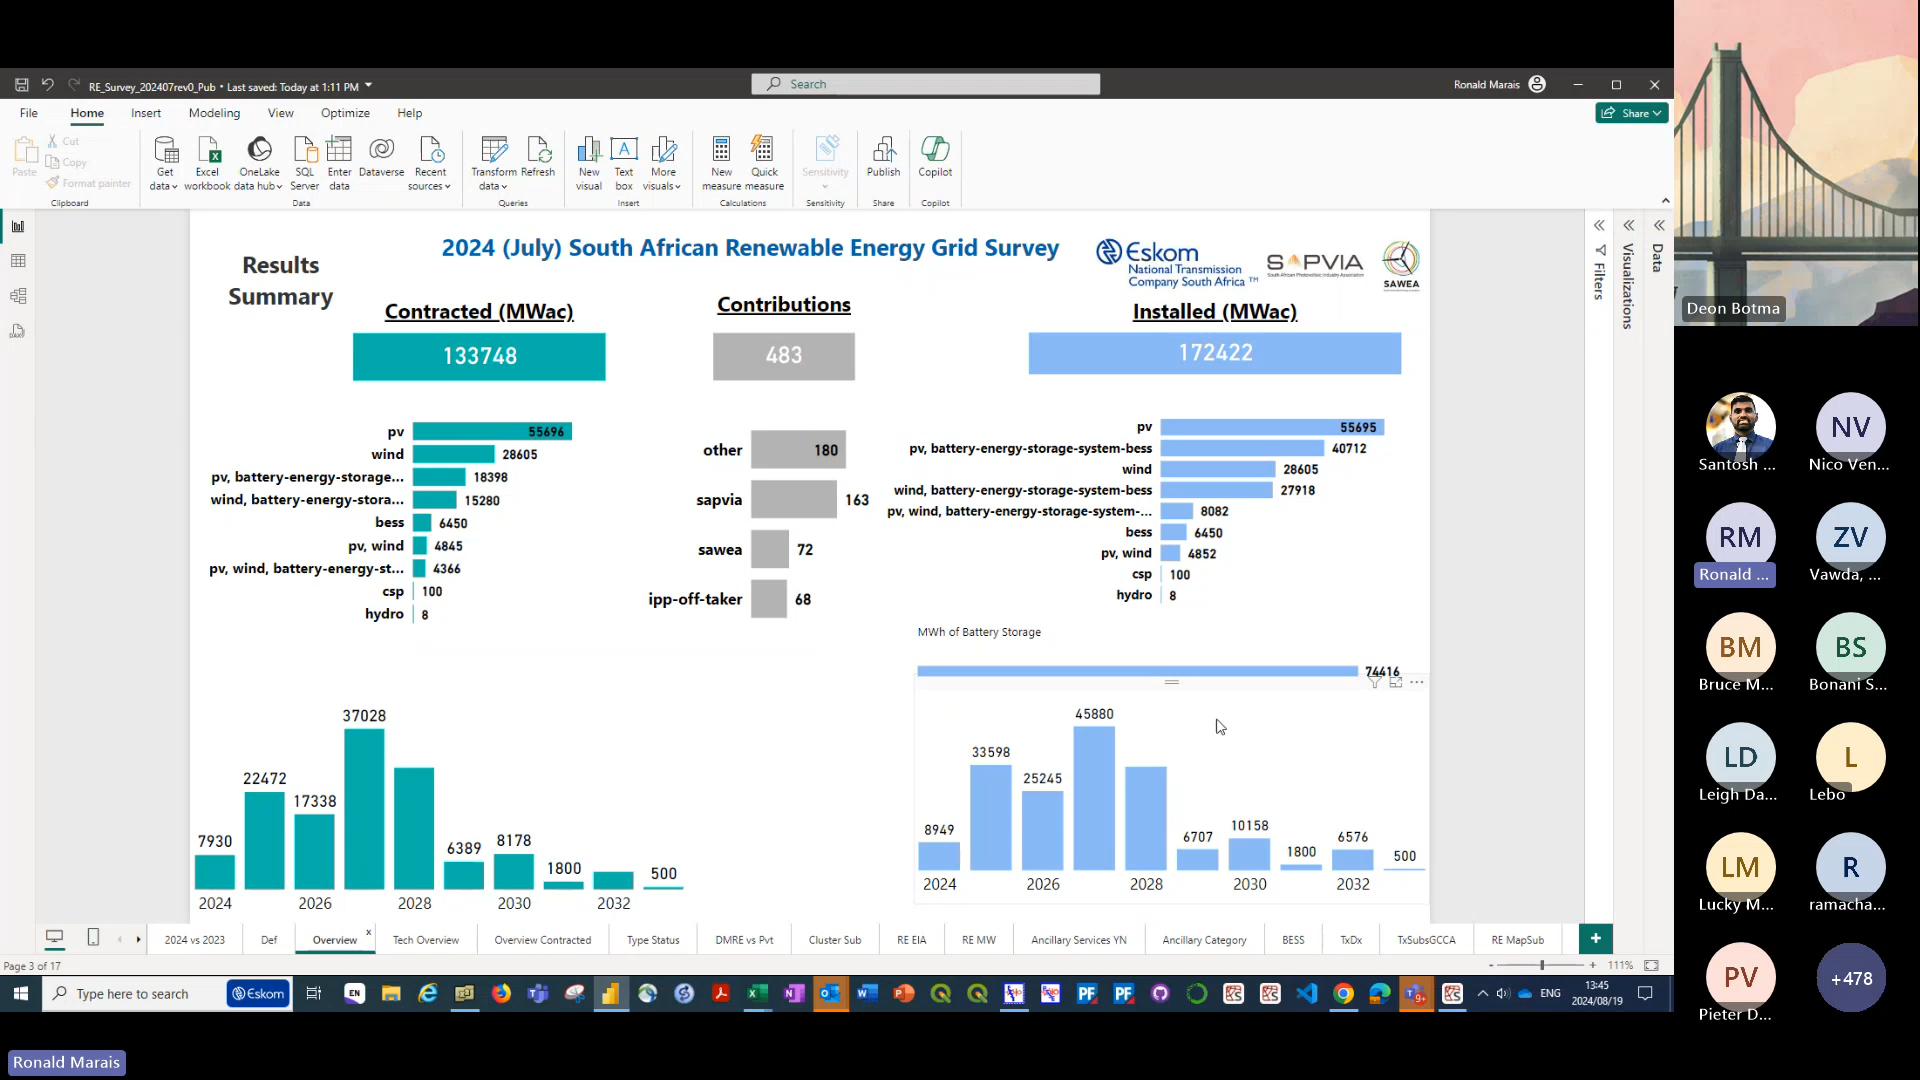 RE_Survey_202407rev0_Pub • Last saved: Today at 1:11 PM
Search
Ronald Marais
File Home Insert Modeling View Optimize Help
Share
Paste
Cut
Copy
Format painter
Clipboard
Get data
Excel workbook
OneLake data hub
SQL Server
Enter data
Dataverse
Recent sources
Data
Transform data
Refresh
Queries
New visual
Text box
More visuals
Insert
New measure
Quick measure
Calculations
Sensitivity
Sensitivity
Publish
Share
Copilot
Copilot
Filters
Visualizations
Data
Results
Summary
2024 (July) South African Renewable Energy Grid Survey
Eskom
National Transmission
Company South Africa ™
SAPVIA
South African Photovoltaic Industry Association
SAWEA
Contracted (MWac)
133748
Contributions
483
Installed (MWac)
172422
pv 55696
wind 28605
pv, battery-energy-storage... 18398
wind, battery-energy-stora... 15280
bess 6450
pv, wind 4845
pv, wind, battery-energy-st... 4366
csp 100
hydro 8
other 180
sapvia 163
sawea 72
ipp-off-taker 68
pv 55695
pv, battery-energy-storage-system-bess 40712
wind 28605
wind, battery-energy-storage-system-bess 27918
pv, wind, battery-energy-storage-system-... 8082
bess 6450
pv, wind 4852
csp 100
hydro 8
MWh of Battery Storage
74416
7930 22472 17338 37028 6389 8178 1800 500
2024 2026 2028 2030 2032
8949 33598 25245 45880 6707 10158 1800 6576 500
2024 2026 2028 2030 2032
2024 vs 2023 Def Overview x Tech Overview Overview Contracted Type Status DMRE vs Pvt Cluster Sub RE EIA RE MW Ancillary Services YN Ancillary Category BESS TxDx TxSubsGCCA RE MapSub +
Page 3 of 17
- + 111%
Type here to search
Eskom
EN
PF
PF
9+
ENG
13:45
2024/08/19
Ronald Marais
Deon Botma
Santosh ...
NV
Nico Ven...
RM
Ronald ...
ZV
Vawda, ...
BM
Bruce M...
BS
Bonani S...
LD
Leigh Da...
L
Lebo
LM
Lucky M...
R
ramacha...
PV
Pieter D...
+478